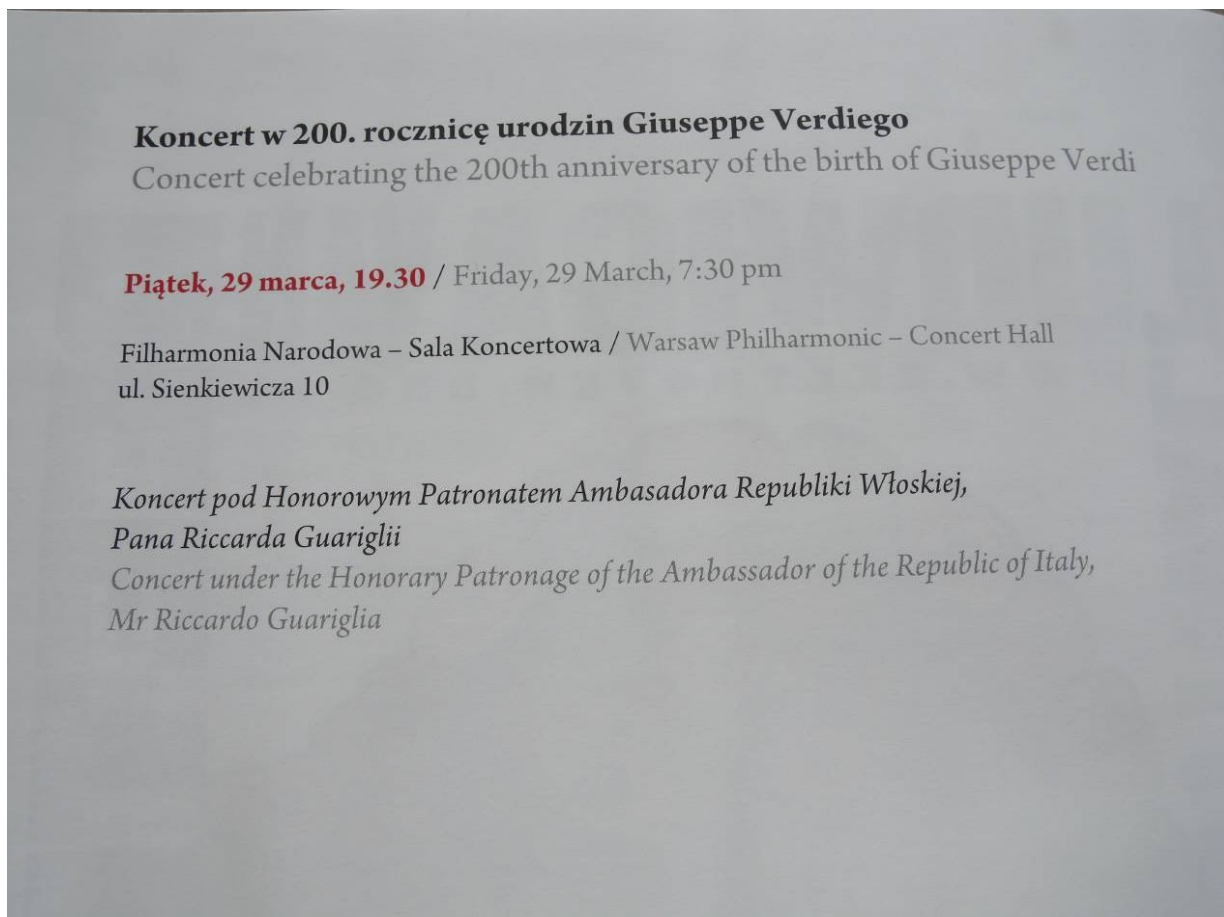 Koncert w 200. rocznicę urodzin Giuseppe Verdiego
Concert celebrating the 200th anniversary of the birth of Giuseppe Verdi
Piątek, 29 marca, 19.30 / Friday, 29 March, 7:30 pm
Filharmonia Narodowa – Sala Koncertowa / Warsaw Philharmonic – Concert Hall
ul. Sienkiewicza 10
Koncert pod Honorowym Patronatem Ambasadora Republiki Włoskiej,
Pana Riccarda Guariglii
Concert under the Honorary Patronage of the Ambassador of the Republic of Italy,
Mr Riccardo Guariglia